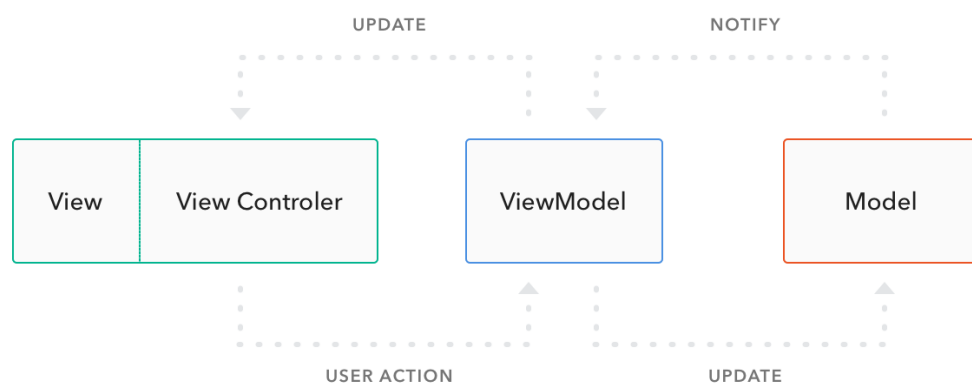 UPDATE
NOTIFY
View
View Controler
ViewModel
Model
USER ACTION
UPDATE